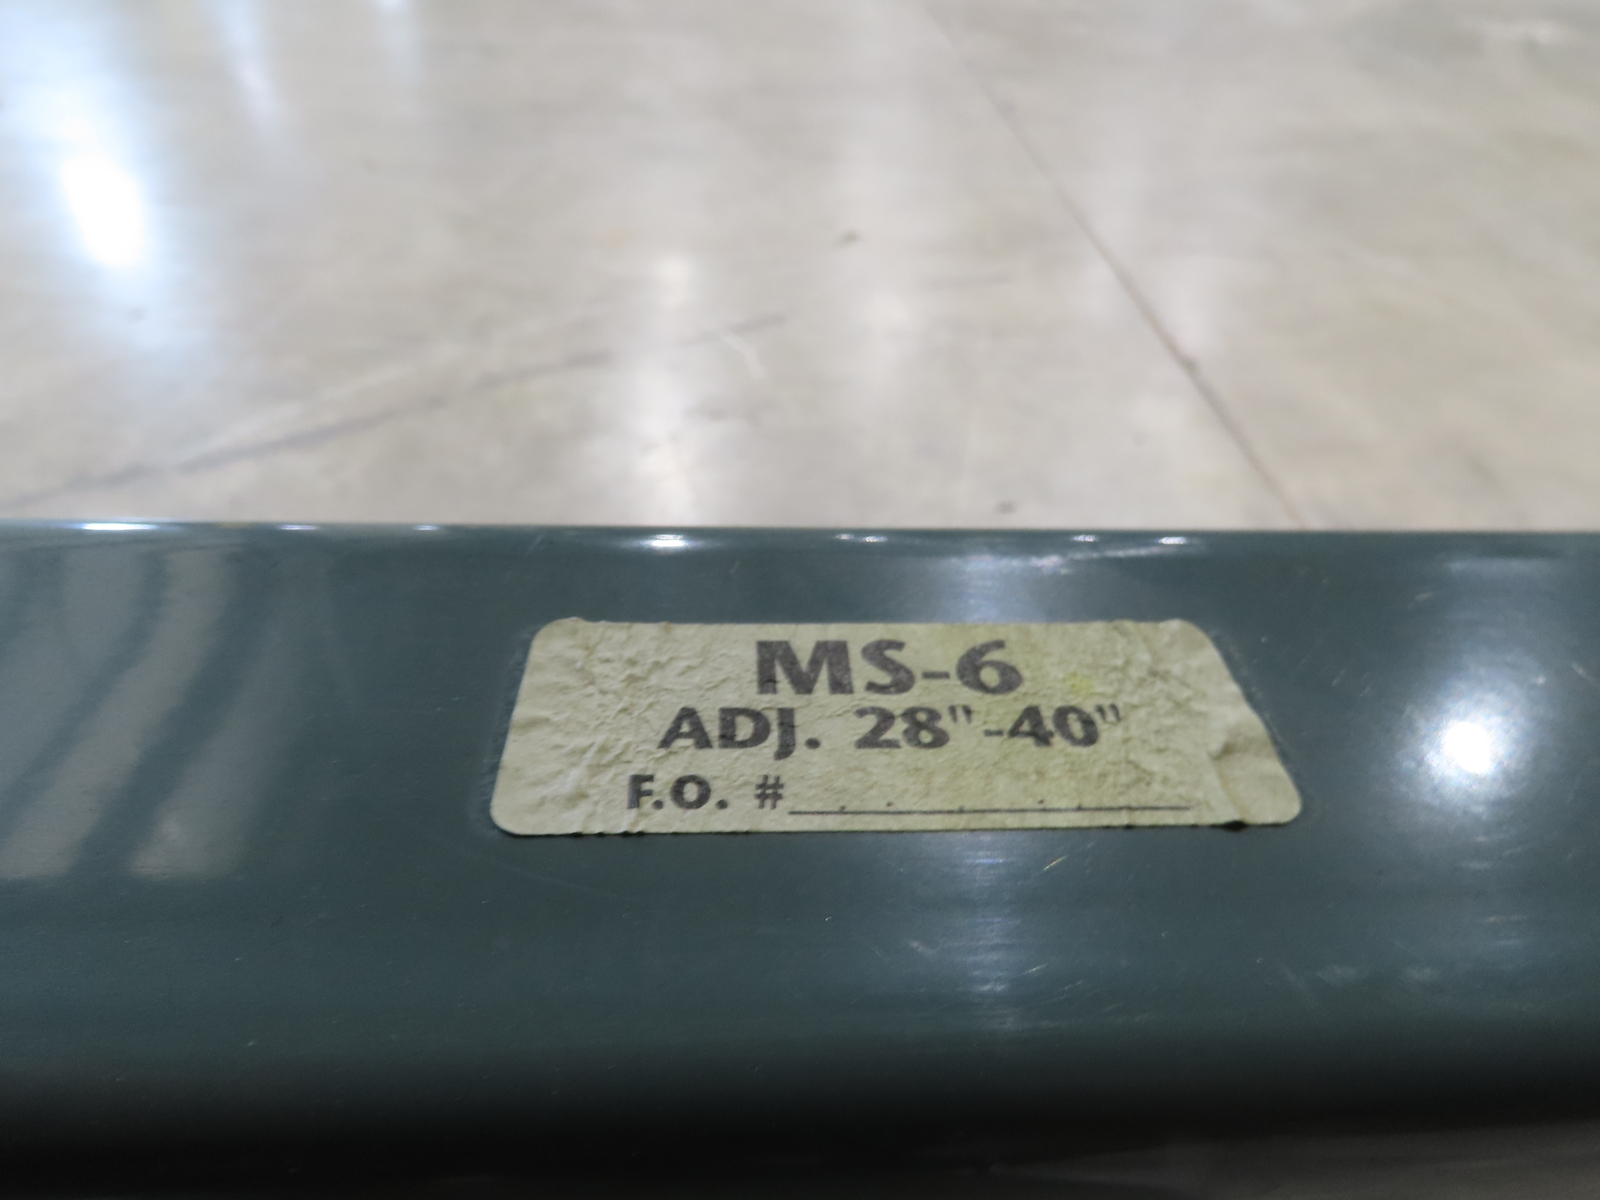 MS-6
ADJ. 28"-40"
F.O. #